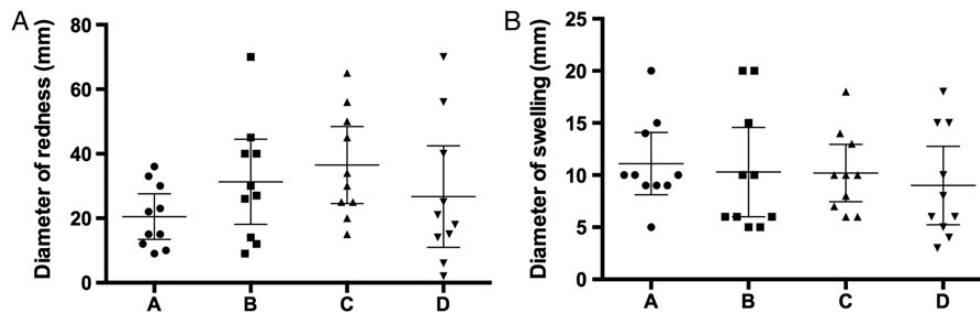 A
Diameter of redness (mm)
80
60
40
20
0
A B C D
B
Diameter of swelling (mm)
25
20
15
10
5
0
A B C D